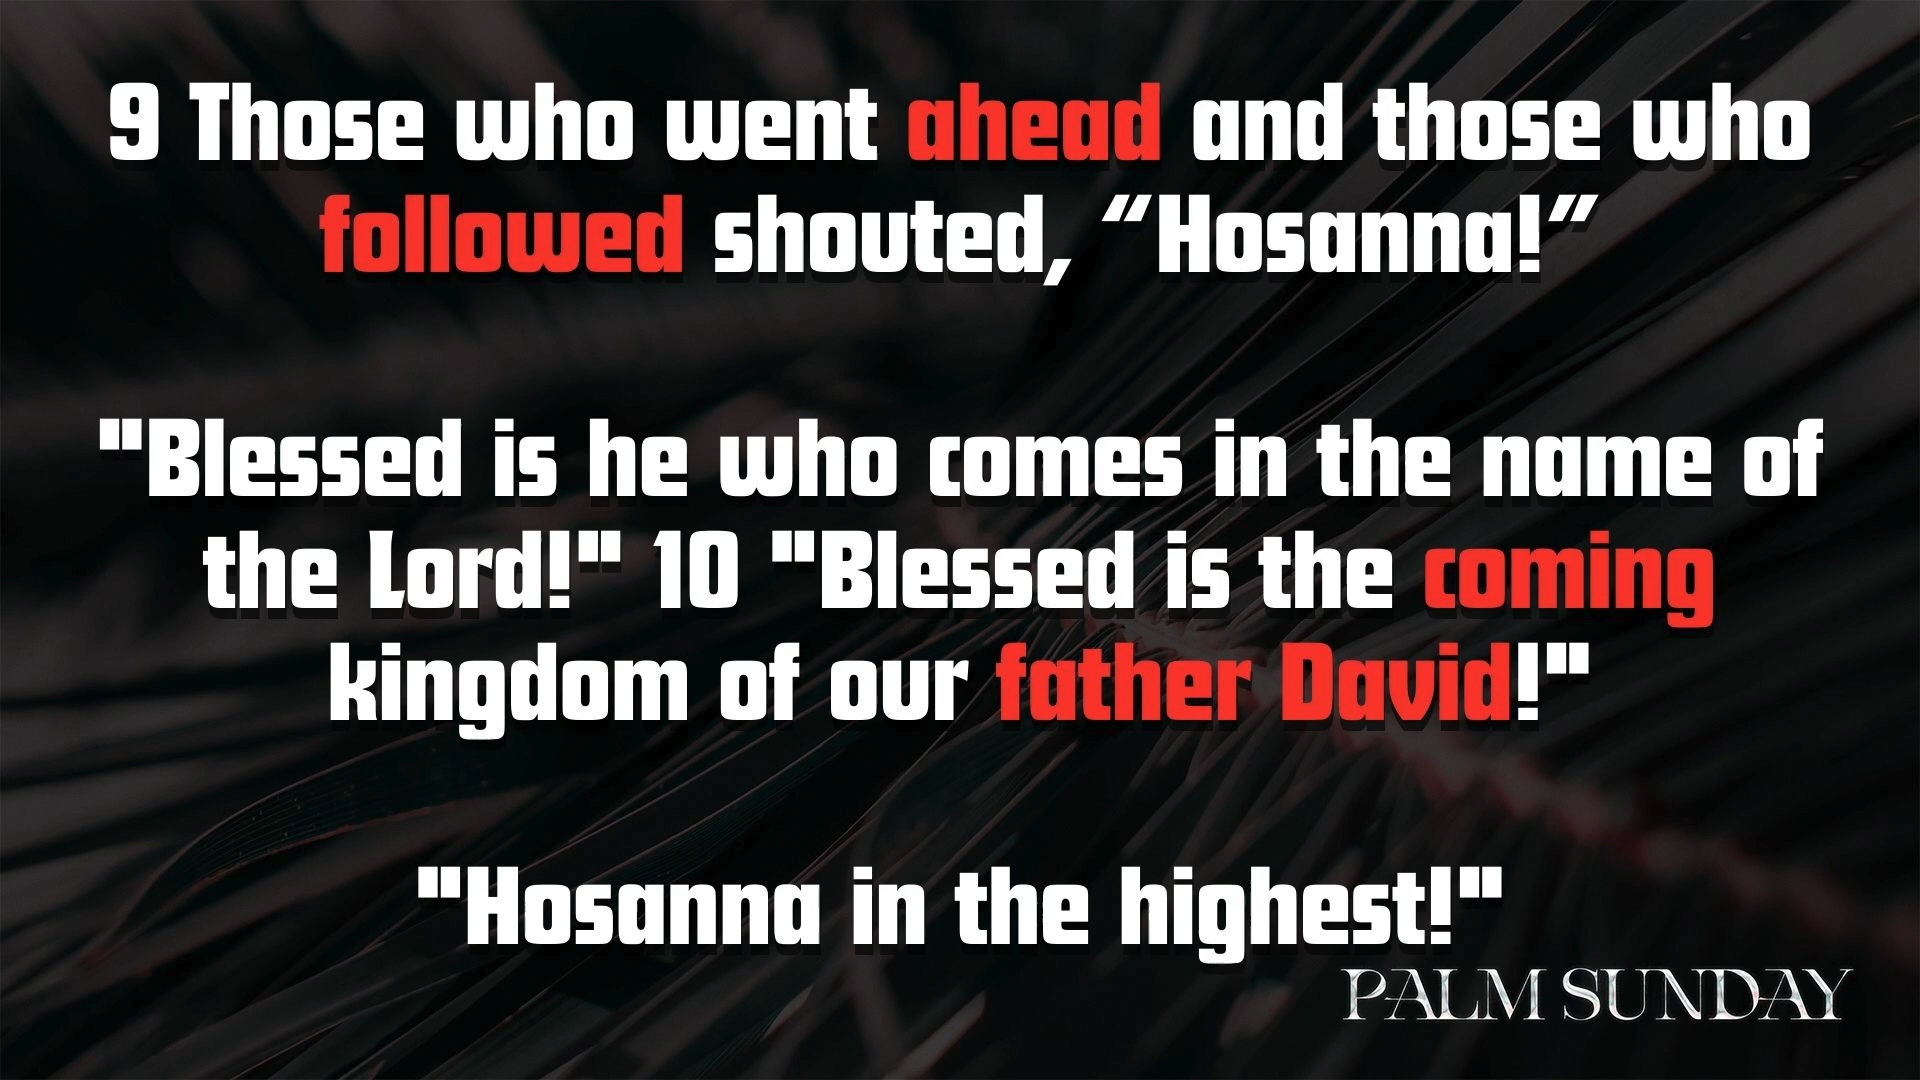 9 Those who went ahead and those who
followed shouted, “Hosanna!”
"Blessed is he who comes in the name of
the Lord!" 10 "Blessed is the coming
kingdom of our father David!"
"Hosanna in the highest!"
PALM SUNDAY